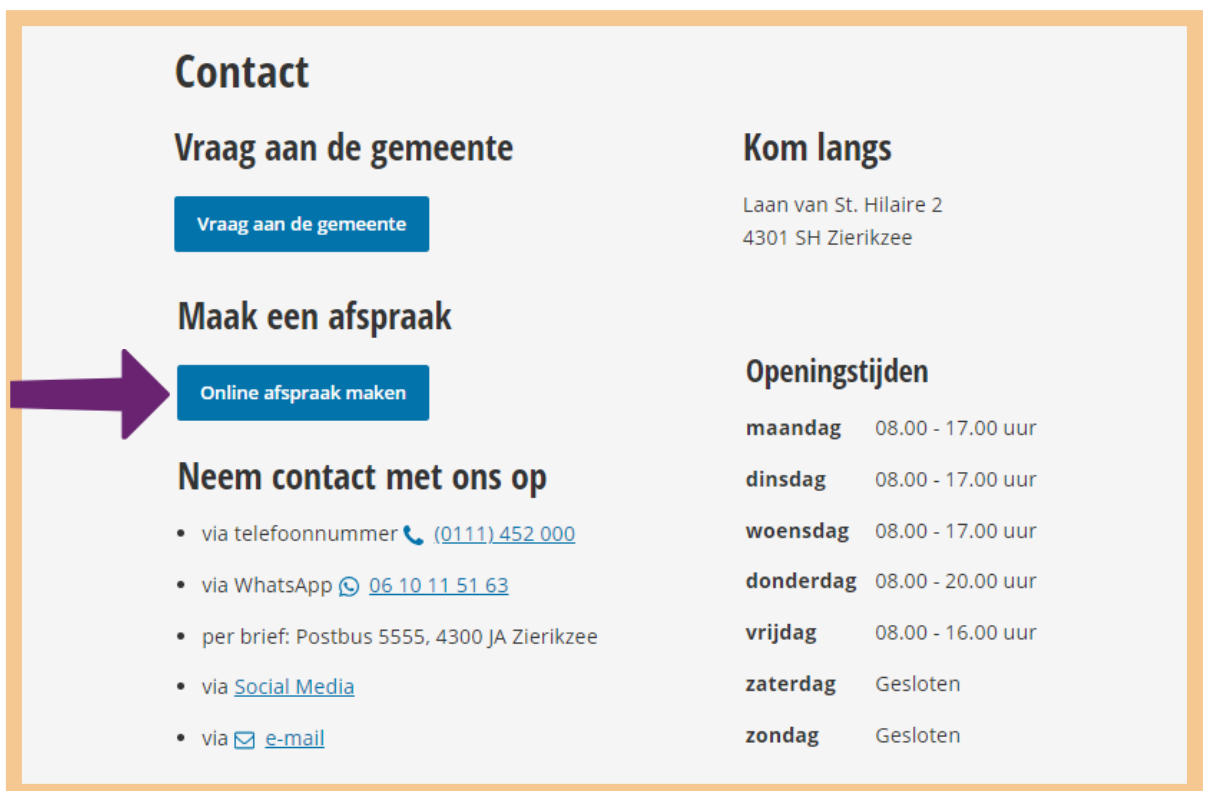 Contact
Vraag aan de gemeente
Vraag aan de gemeente
Maak een afspraak
Online afspraak maken
Neem contact met ons op
• via telefoonnummer (0111) 452 000
• via WhatsApp 06 10 11 51 63
• per brief: Postbus 5555, 4300 JA Zierikzee
• via Social Media
• via e-mail
Kom langs
Laan van St. Hilaire 2
4301 SH Zierikzee
Openingstijden
maandag 08.00 - 17.00 uur
dinsdag 08.00 - 17.00 uur
woensdag 08.00 - 17.00 uur
donderdag 08.00 - 20.00 uur
vrijdag 08.00 - 16.00 uur
zaterdag Gesloten
zondag Gesloten